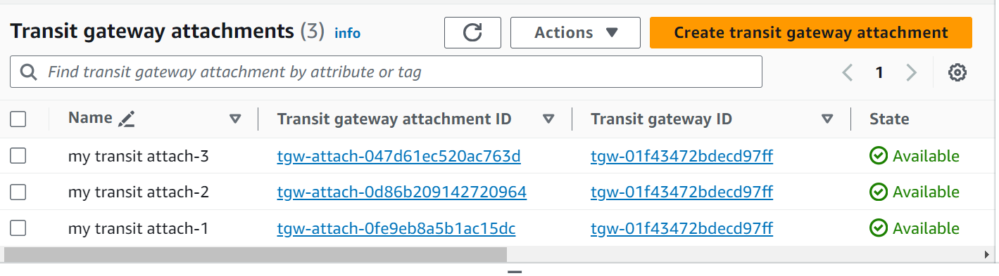 Transit gateway attachments (3) info
Actions
Create transit gateway attachment
Find transit gateway attachment by attribute or tag
1
Name Transit gateway attachment ID Transit gateway ID State
my transit attach-3 tgw-attach-047d61ec520ac763d tgw-01f43472bdecd97ff Available
my transit attach-2 tgw-attach-0d86b209142720964 tgw-01f43472bdecd97ff Available
my transit attach-1 tgw-attach-0fe9eb8a5b1ac15dc tgw-01f43472bdecd97ff Available